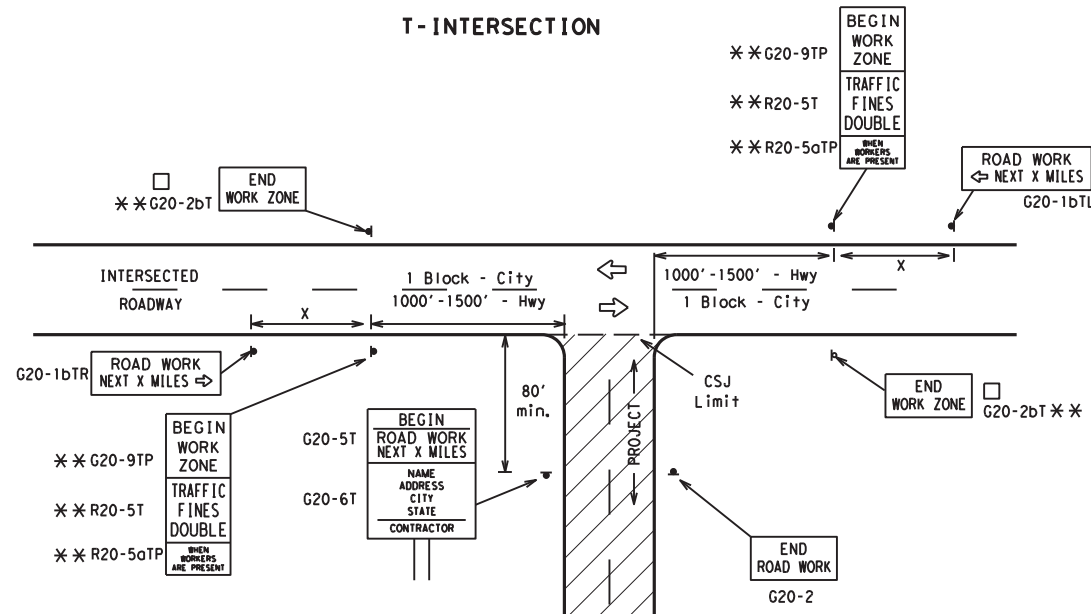 T-INTERSECTION
BEGIN
WORK
ZONE
TRAFFIC
FINES
DOUBLE
WHEN
WORKERS
ARE PRESENT
✱✱G20-9TP
✱✱R20-5T
✱✱R20-5aTP
ROAD WORK
⇦ NEXT X MILES
G20-1bTL
□
✱✱G20-2bT
END
WORK ZONE
INTERSECTED
ROADWAY
1 Block - City
1000'-1500' - Hwy
X
1000'-1500' - Hwy
1 Block - City
X
G20-1bTR
ROAD WORK
NEXT X MILES ⇨
80'
min.
CSJ
Limit
PROJECT
END
WORK ZONE
□
G20-2bT✱✱
✱✱G20-9TP
✱✱R20-5T
✱✱R20-5aTP
BEGIN
WORK
ZONE
TRAFFIC
FINES
DOUBLE
WHEN
WORKERS
ARE PRESENT
G20-5T
G20-6T
BEGIN
ROAD WORK
NEXT X MILES
NAME
ADDRESS
CITY
STATE
CONTRACTOR
END
ROAD WORK
G20-2